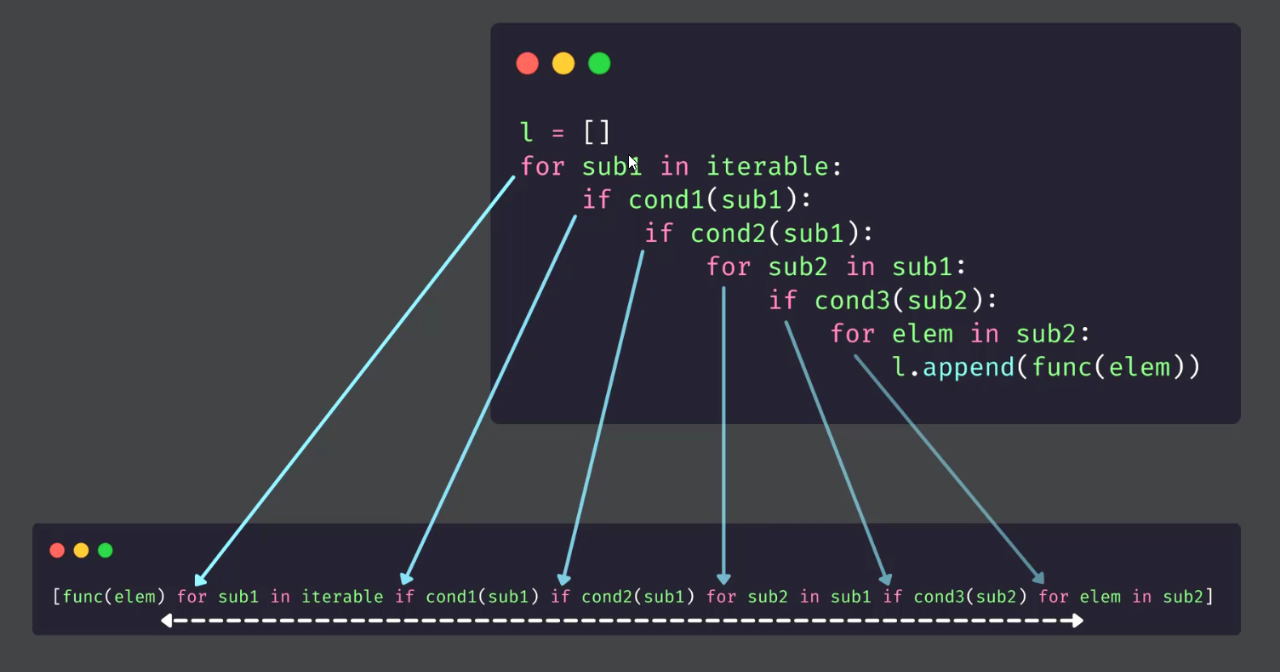 l = []
for sub1 in iterable:
if cond1(sub1):
if cond2(sub1):
for sub2 in sub1:
if cond3(sub2):
for elem in sub2:
l.append(func(elem))
[func(elem) for sub1 in iterable if cond1(sub1) if cond2(sub1) for sub2 in sub1 if cond3(sub2) for elem in sub2]